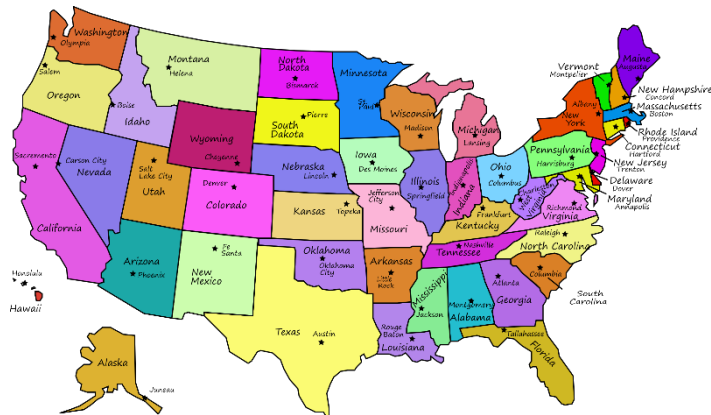 Washington
Olympia
Salem
Oregon
Boise
Idaho
Montana
Helena
North
Dakota
Bismarck
Minnesota
St.
Paul
Wisconsin
Madison
Michigan
Lansing
Vermont
Montpelier
Maine
Augusta
New Hampshire
Concord
Massachusetts
Boston
Albany
New
York
Rhode Island
Providence
Connecticut
Hartford
Pennsylvania
Harrisburg
New Jersey
Trenton
Delaware
Dover
Maryland
Annapolis
Wyoming
Cheyenne
Pierre
South
Dakota
Nebraska
Lincoln
Iowa
Des Moines
Illinois
Springfield
Indianapolis
Indiana
Ohio
Columbus
Charleston
West
Virginia
Richmond
Virginia
Sacramento
California
Carson City
Nevada
Salt
Lake City
Utah
Denver
Colorado
Kansas
Topeka
Jefferson
City
Missouri
Frankfort
Kentucky
Nashville
Tennessee
Raleigh
North Carolina
Columbia
South
Carolina
Arizona
Phoenix
Fe
Santa
New
Mexico
Oklahoma
Oklahoma
City
Arkansas
Little
Rock
Mississippi
Jackson
Montgomery
Alabama
Atlanta
Georgia
Texas
Austin
Rouge
Baton
Louisiana
Tallahassee
Florida
Honolulu
Hawaii
Alaska
Juneau